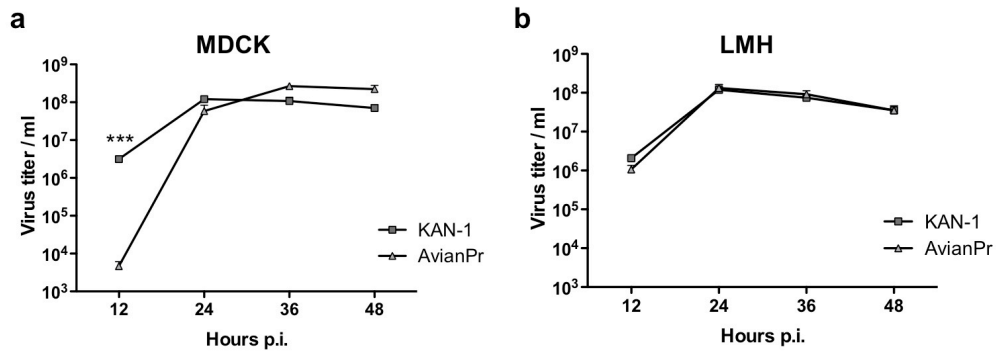 a
MDCK
Virus titer / ml
10⁹
10⁸
10⁷
10⁶
10⁵
10⁴
10³
***
KAN-1
AvianPr
12
24
36
48
Hours p.i.
b
LMH
Virus titer / ml
10⁹
10⁸
10⁷
10⁶
10⁵
10⁴
10³
KAN-1
AvianPr
12
24
36
48
Hours p.i.